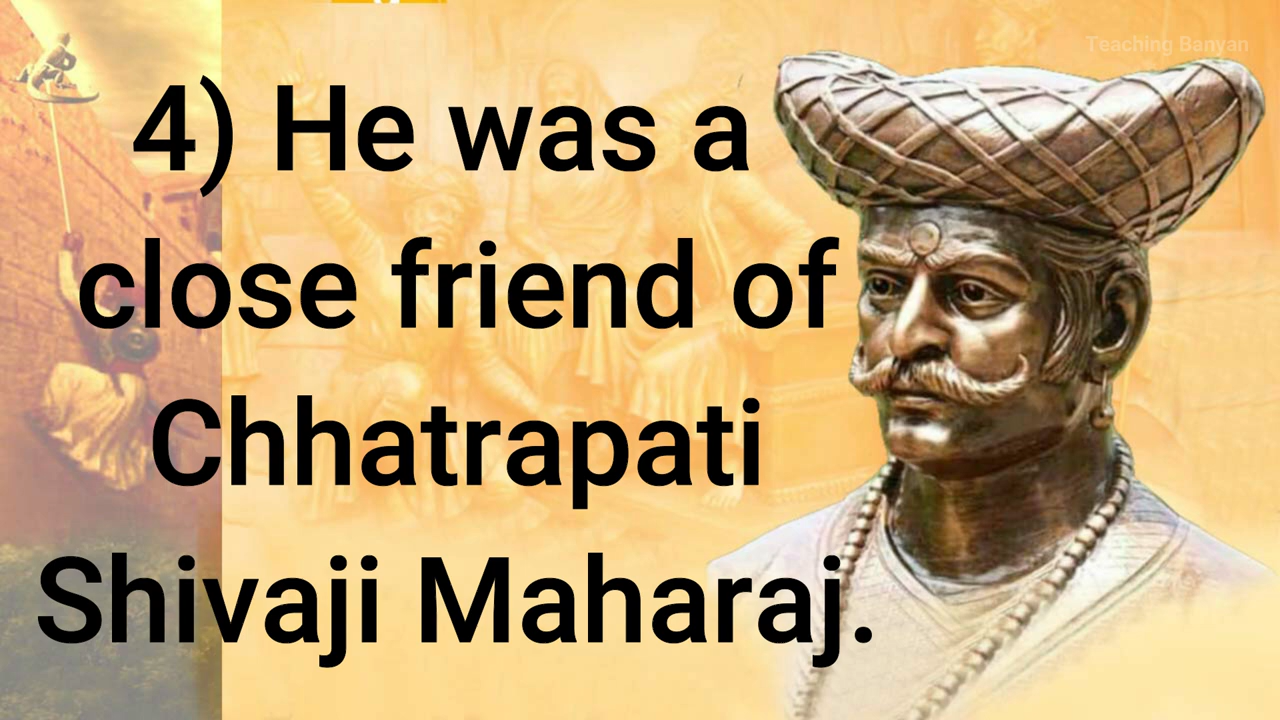 Teaching Banyan
4) He was a
close friend of
Chhatrapati
Shivaji Maharaj.